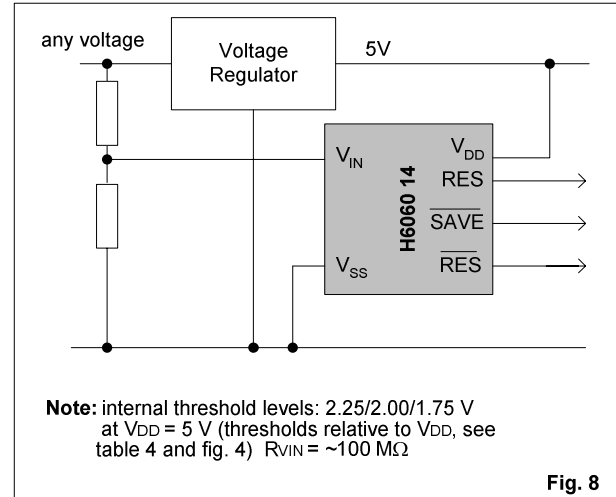 any voltage
Voltage
Regulator
5V
VIN
VDD
RES
SAVE
RES
VSS
H6060 14
Note: internal threshold levels: 2.25/2.00/1.75 V
at VDD = 5 V (thresholds relative to VDD, see
table 4 and fig. 4) RVIN = ~100 MΩ
Fig. 8